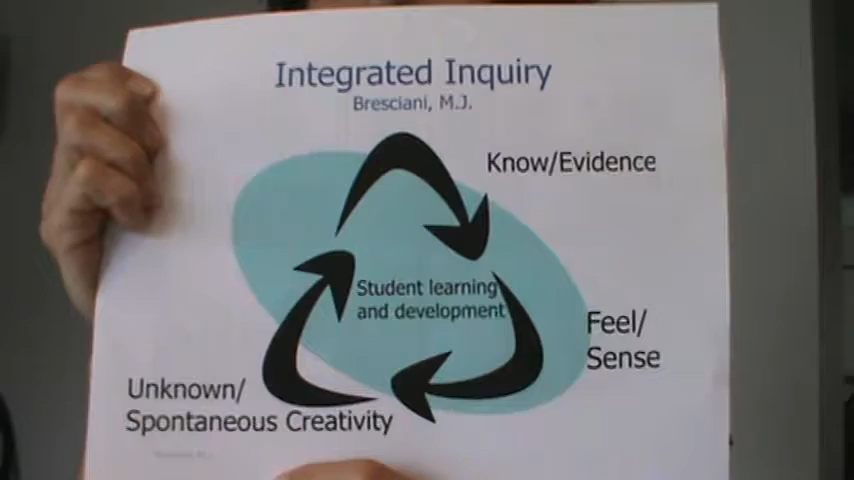 Integrated Inquiry
Bresciani, M.J.
Know/Evidence
Student learning
and development
Feel/
Sense
Unknown/
Spontaneous Creativity